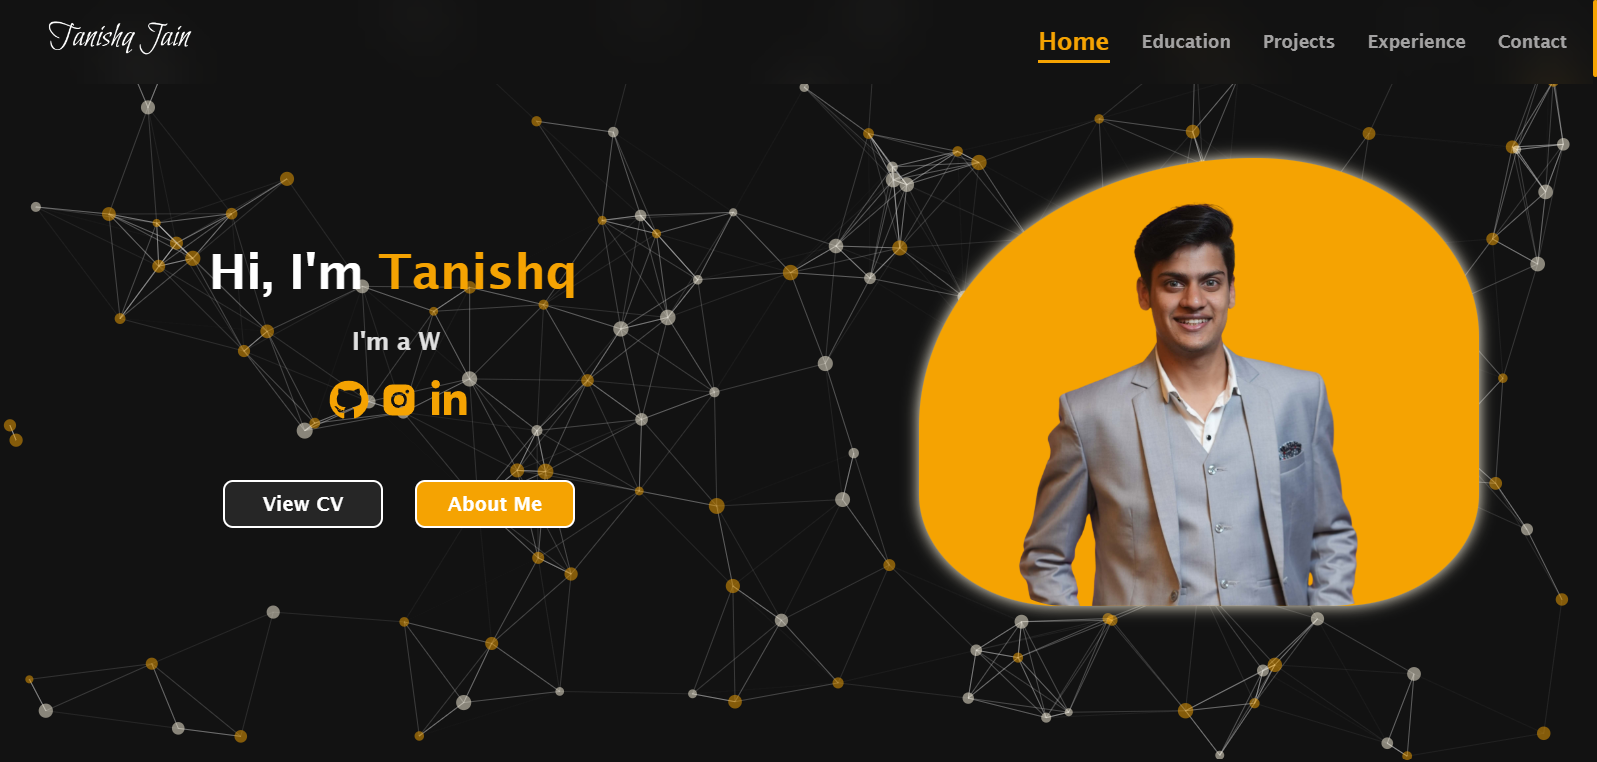 Tanishq Jain
Home Education Projects Experience Contact
Hi, I'm Tanishq
I'm a W
in
View CV About Me